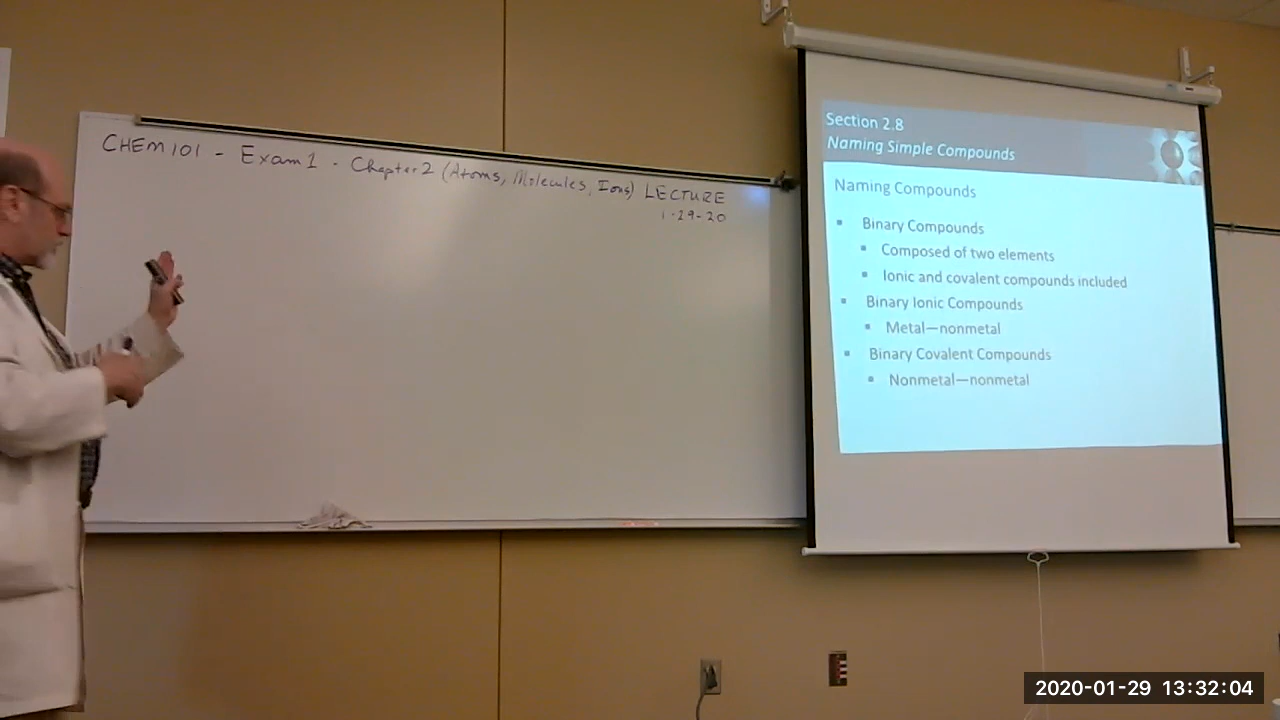 CHEM 101 - Exam 1 - Chapter 2 (Atoms, Molecules, Ions) LECTURE
1-29-20
Section 2.8
Naming Simple Compounds
Naming Compounds
▪ Binary Compounds
▪ Composed of two elements
▪ Ionic and covalent compounds included
▪ Binary Ionic Compounds
▪ Metal—nonmetal
▪ Binary Covalent Compounds
▪ Nonmetal—nonmetal
2020-01-29 13:32:04